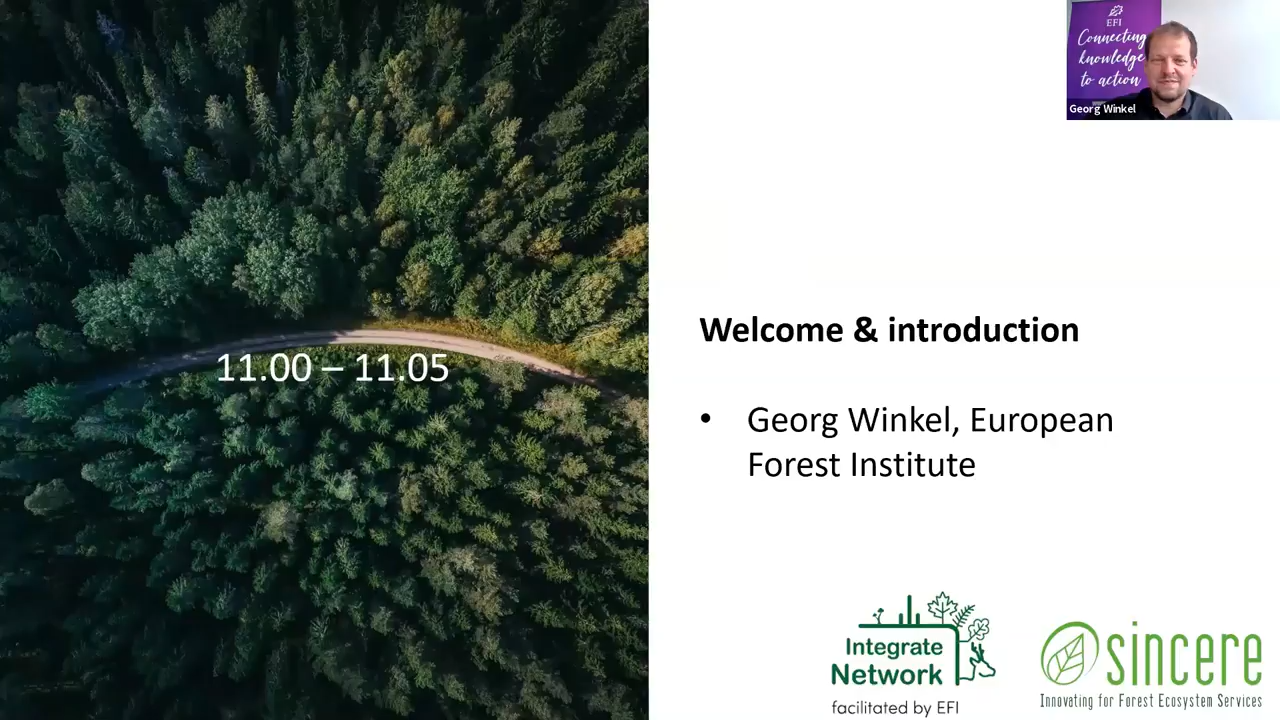 EFI
Connecting
knowledge
to action
Georg Winkel
11.00 – 11.05
Welcome & introduction
• Georg Winkel, European
Forest Institute
Integrate
Network
facilitated by EFI
sincere
Innovating for Forest Ecosystem Services